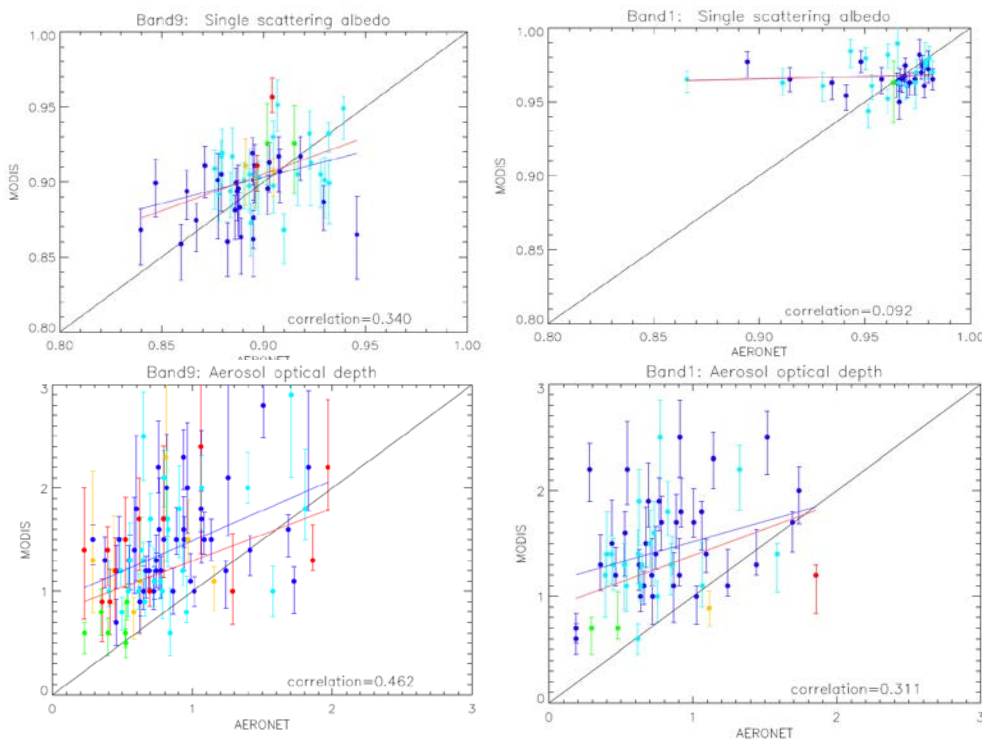 Band9: Single scattering albedo
1.00
0.95
0.90
0.85
0.80
MODIS
correlation=0.340
0.80 0.85 0.90 0.95 1.00
AERONET
Band1: Single scattering albedo
1.00
0.95
0.90
0.85
0.80
MODIS
correlation=0.092
0.80 0.85 0.90 0.95 1.00
AERONET
Band9: Aerosol optical depth
3
2
1
0
MODIS
correlation=0.462
0 1 2 3
AERONET
Band1: Aerosol optical depth
3
2
1
0
MODIS
correlation=0.311
0 1 2 3
AERONET